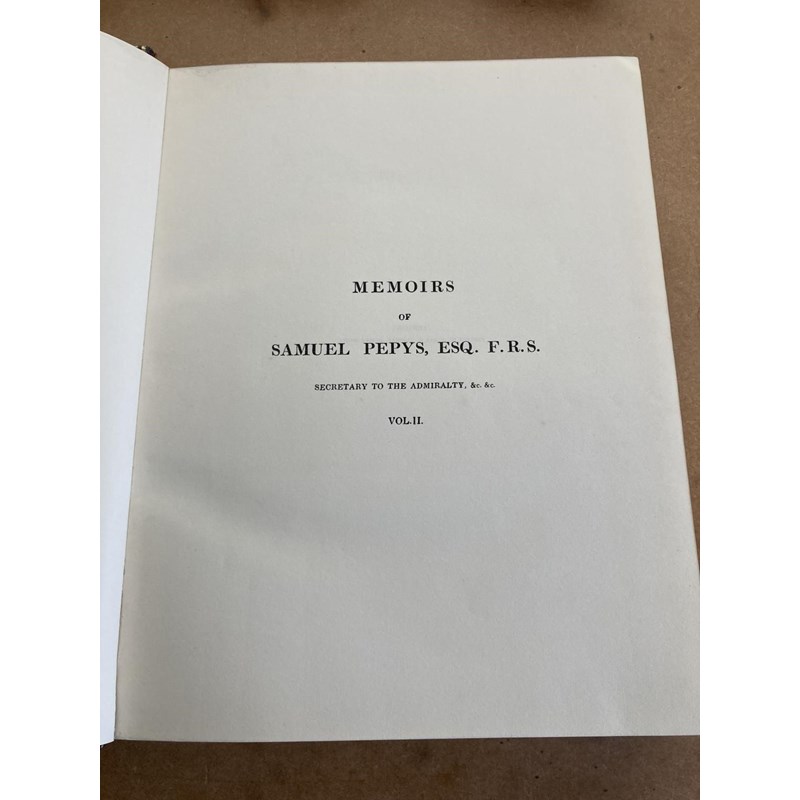 MEMOIRS
OF
SAMUEL PEPYS, ESQ. F.R.S.
SECRETARY TO THE ADMIRALTY, &c. &c.
VOL.II.